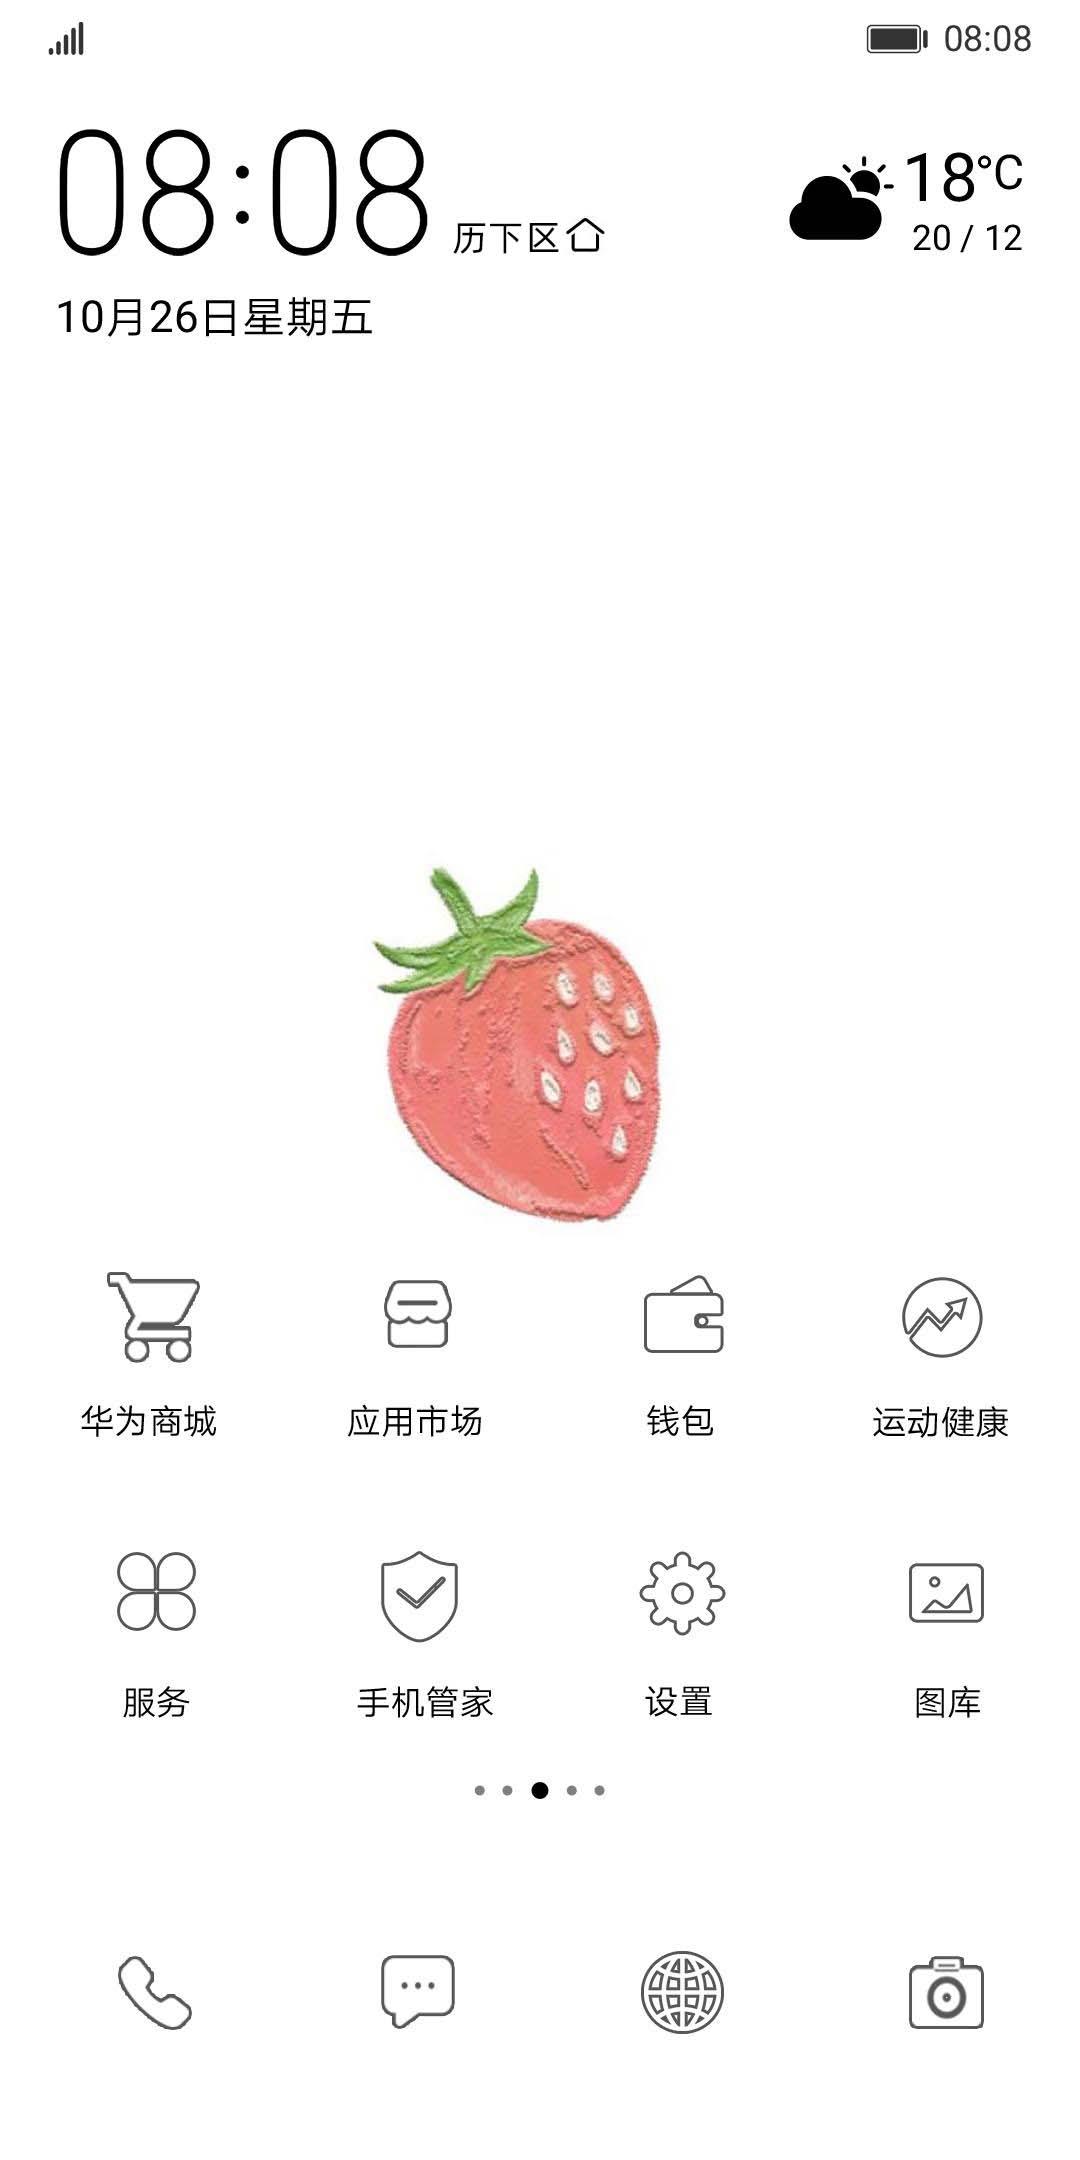 08:08
08:08 历下区
18°C
20 / 12
10月26日星期五
华为商城 应用市场 钱包 运动健康
服务 手机管家 设置 图库